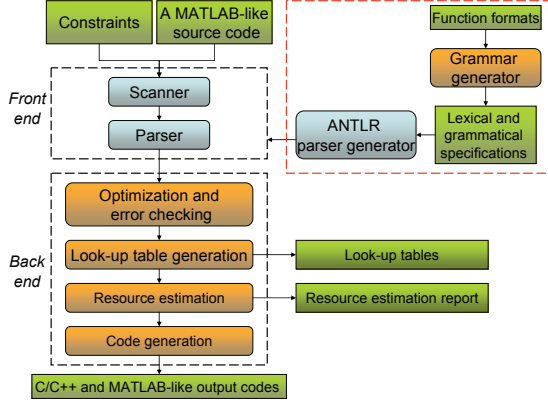 Constraints
A MATLAB-like
source code
Function formats
Grammar
generator
Lexical and
grammatical
specifications
ANTLR
parser generator
Front
end
Scanner
Parser
Back
end
Optimization and
error checking
Look-up table generation
Look-up tables
Resource estimation
Resource estimation report
Code generation
C/C++ and MATLAB-like output codes